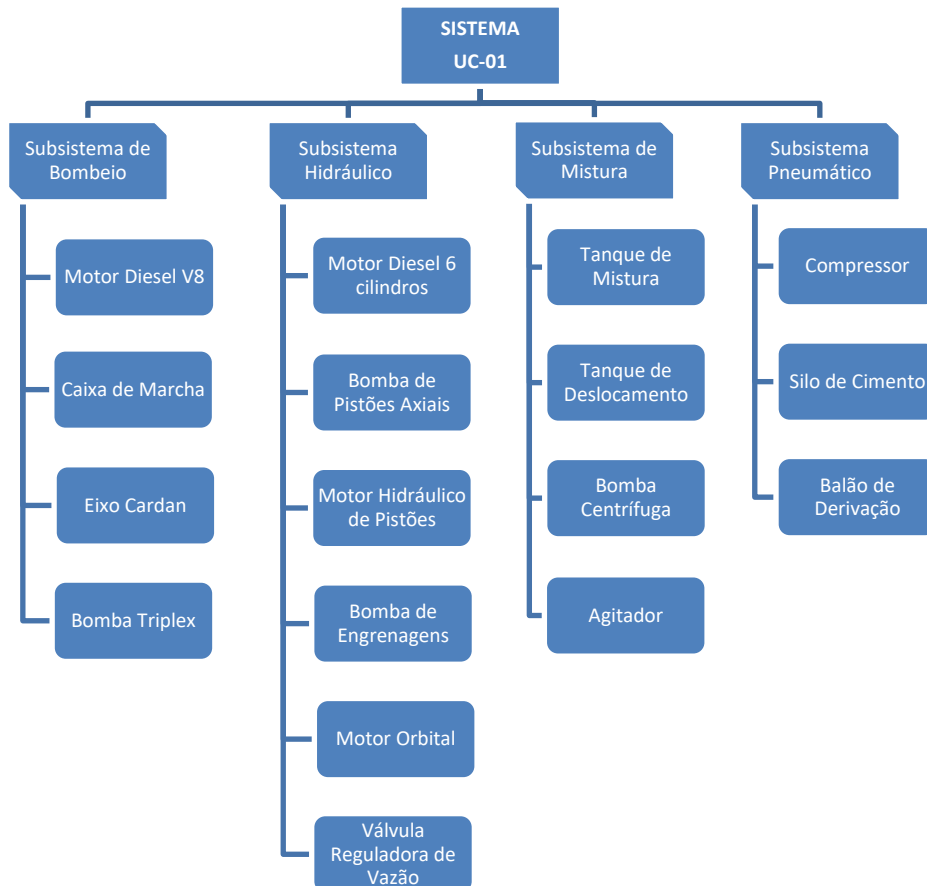 SISTEMA
UC-01
Subsistema de
Bombeio
Motor Diesel V8
Caixa de Marcha
Eixo Cardan
Bomba Triplex
Subsistema
Hidráulico
Motor Diesel 6
cilindros
Bomba de
Pistões Axiais
Motor Hidráulico
de Pistões
Bomba de
Engrenagens
Motor Orbital
Válvula
Reguladora de
Vazão
Subsistema de
Mistura
Tanque de
Mistura
Tanque de
Deslocamento
Bomba
Centrífuga
Agitador
Subsistema
Pneumático
Compressor
Silo de Cimento
Balão de
Derivação